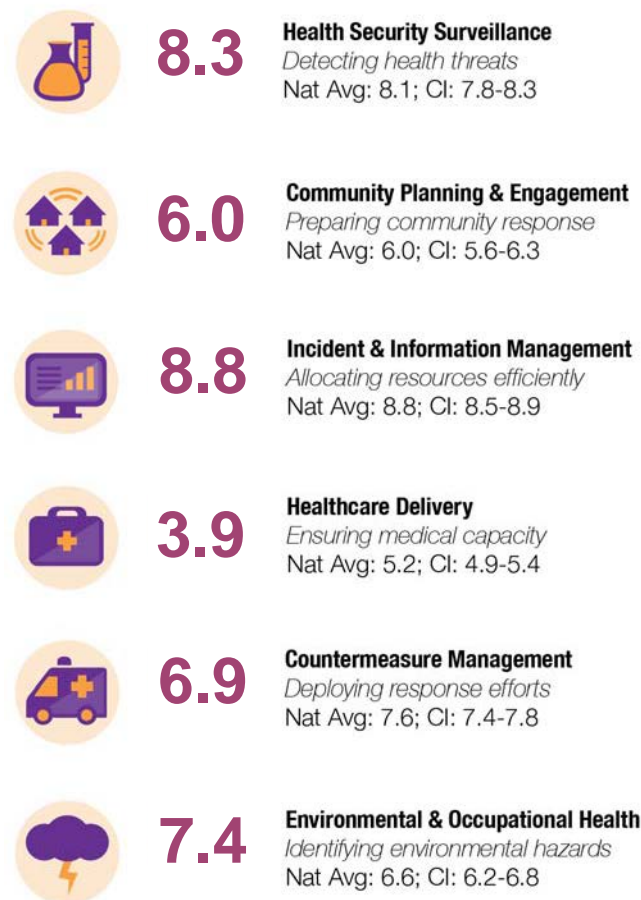 8.3
Health Security Surveillance
Detecting health threats
Nat Avg: 8.1; CI: 7.8-8.3
6.0
Community Planning & Engagement
Preparing community response
Nat Avg: 6.0; CI: 5.6-6.3
8.8
Incident & Information Management
Allocating resources efficiently
Nat Avg: 8.8; CI: 8.5-8.9
3.9
Healthcare Delivery
Ensuring medical capacity
Nat Avg: 5.2; CI: 4.9-5.4
6.9
Countermeasure Management
Deploying response efforts
Nat Avg: 7.6; CI: 7.4-7.8
7.4
Environmental & Occupational Health
Identifying environmental hazards
Nat Avg: 6.6; CI: 6.2-6.8